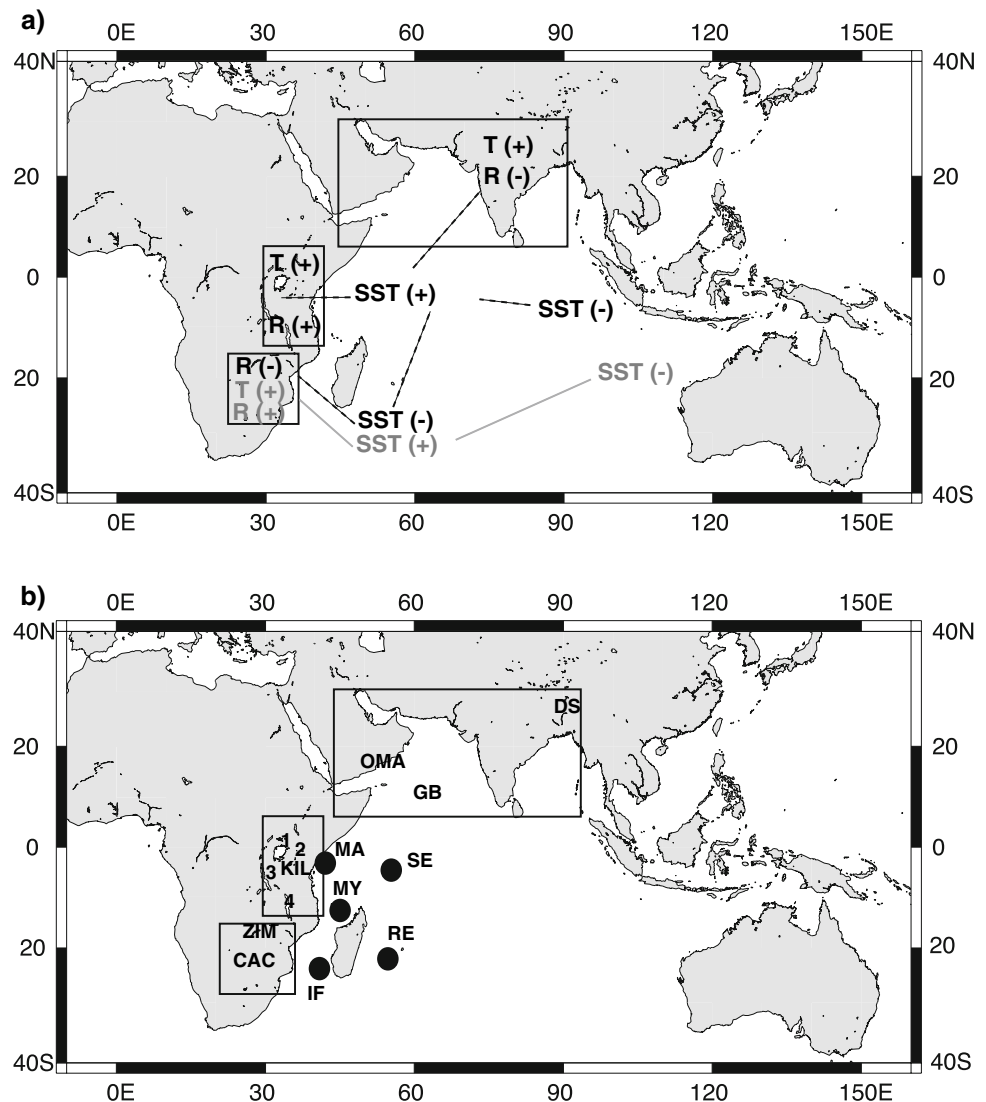 a)
0E 30 60 90 120 150E
40N 40N
T (+)
R (-)
20 20
T (+)
0 0
SST (+)
SST (-)
R (+)
R (-)
SST (-)
20 20
T (+)
R (+)
SST (-)
SST (+)
40S 40S
0E 30 60 90 120 150E
b)
0E 30 60 90 120 150E
40N 40N
DS
20 20
OMA
GB
1
2
0 MA 0
SE
3 KIL
MY
4
ZIM RE
20 20
CAC
IF
40S 40S
0E 30 60 90 120 150E